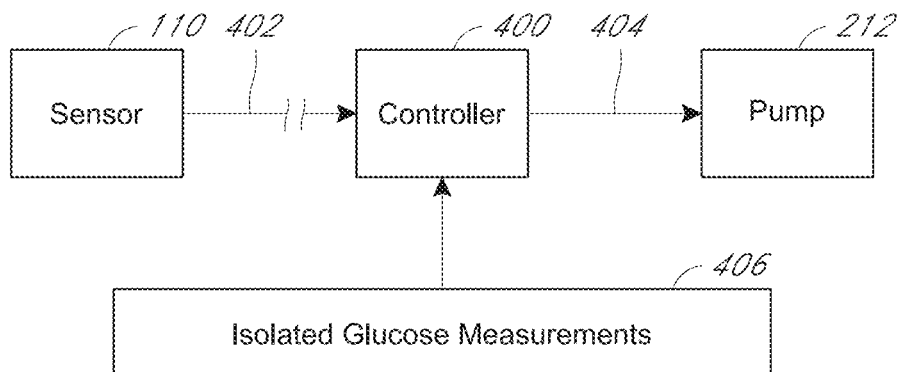 110 402 400 404 212
Sensor Controller Pump
406
Isolated Glucose Measurements